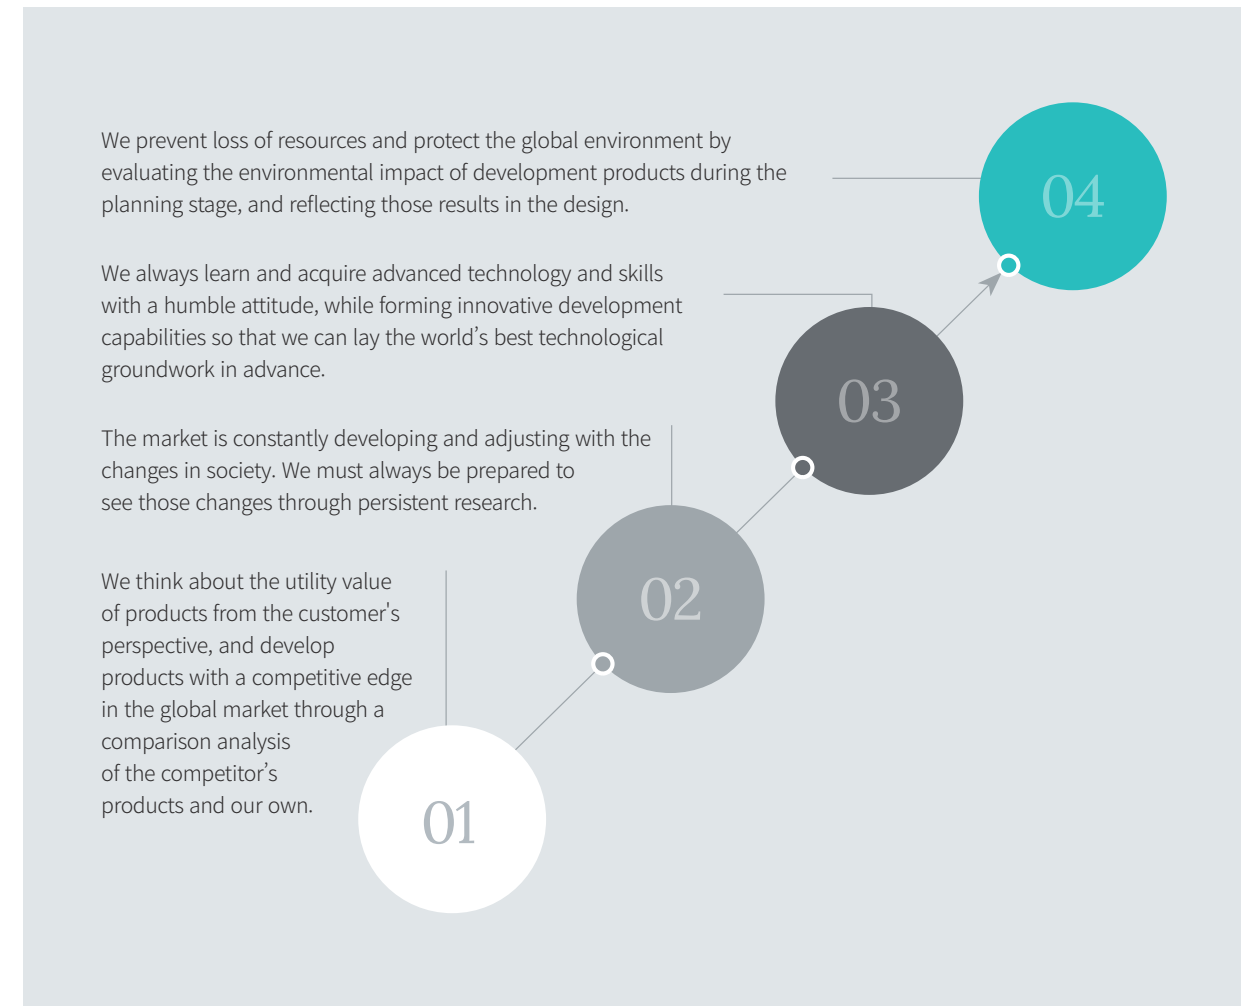 We prevent loss of resources and protect the global environment by
evaluating the environmental impact of development products during the
planning stage, and reflecting those results in the design.
04
We always learn and acquire advanced technology and skills
with a humble attitude, while forming innovative development
capabilities so that we can lay the world’s best technological
groundwork in advance.
03
The market is constantly developing and adjusting with the
changes in society. We must always be prepared to
see those changes through persistent research.
02
We think about the utility value
of products from the customer's
perspective, and develop
products with a competitive edge
in the global market through a
comparison analysis
of the competitor’s
products and our own.
01